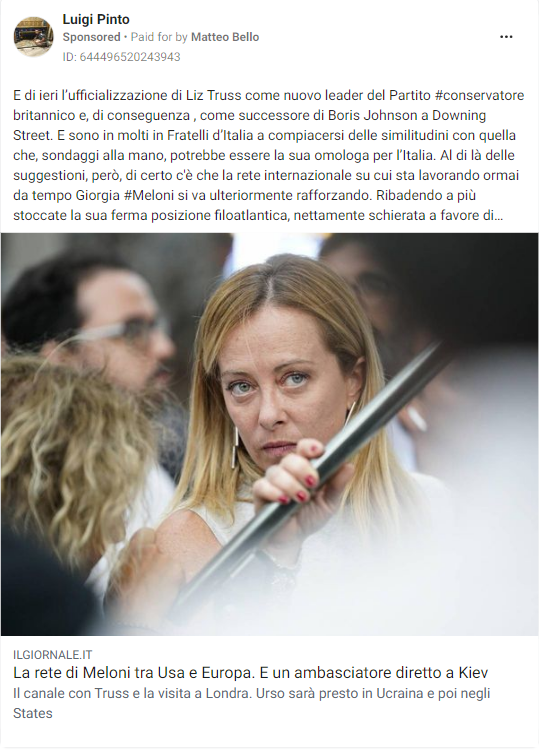 Luigi Pinto
Sponsored • Paid for by Matteo Bello
ID: 644496520243943
E di ieri l'ufficializzazione di Liz Truss come nuovo leader del Partito #conservatore
britannico e, di conseguenza , come successore di Boris Johnson a Downing
Street. E sono in molti in Fratelli d'Italia a compiacersi delle similitudini con quella
che, sondaggi alla mano, potrebbe essere la sua omologa per l'Italia. Al di là delle
suggestioni, però, di certo c'è che la rete internazionale su cui sta lavorando ormai
da tempo Giorgia #Meloni si va ulteriormente rafforzando. Ribadendo a più
stoccate la sua ferma posizione filoatlantica, nettamente schierata a favore di...
ILGIORNALE.IT
La rete di Meloni tra Usa e Europa. E un ambasciatore diretto a Kiev
Il canale con Truss e la visita a Londra. Urso sarà presto in Ucraina e poi negli
States